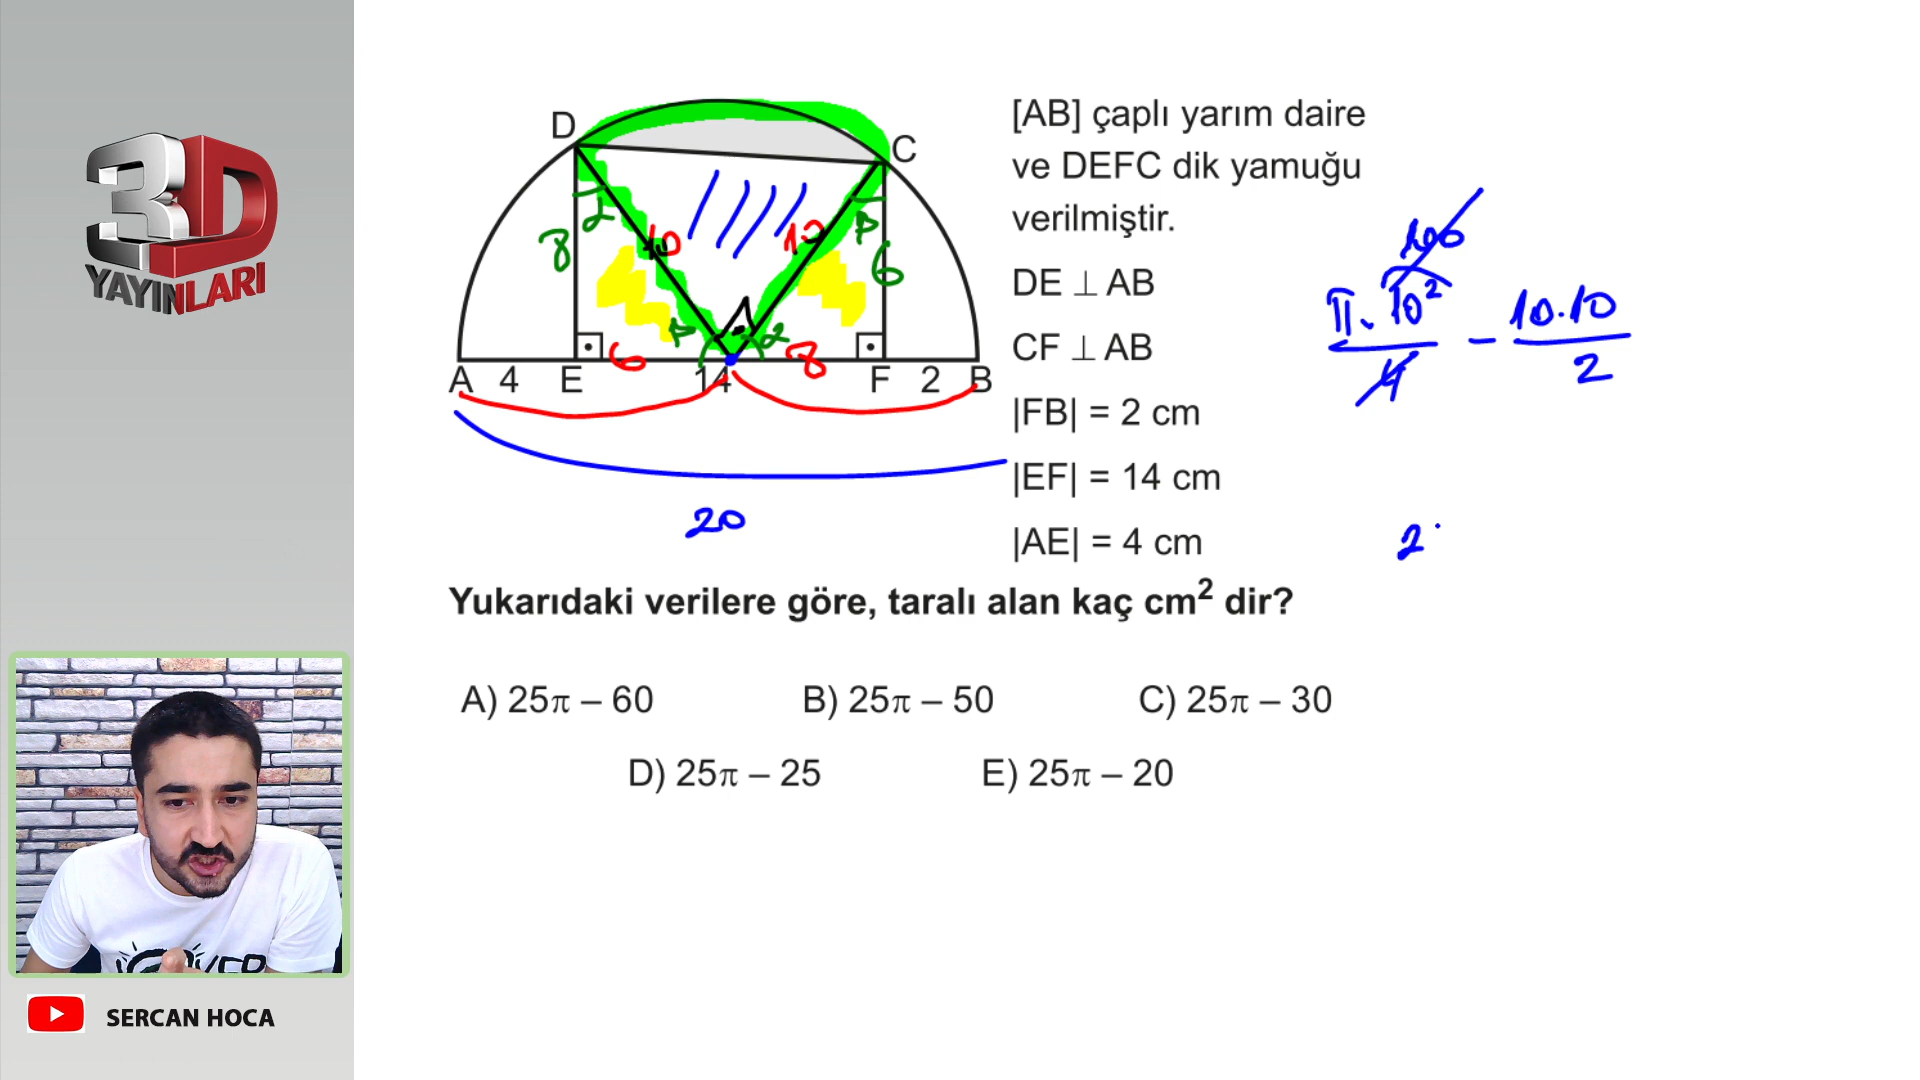 3D
YAYINLARI
D
C
8
2
10
10
6
6
8
2
A 4 E 14 F 2 B
20
[AB] çaplı yarım daire
ve DEFC dik yamuğu
verilmiştir.
DE ⊥ AB
CF ⊥ AB
|FB| = 2 cm
|EF| = 14 cm
|AE| = 4 cm
100
π. 10² / 4 − 10.10 / 2
2
Yukarıdaki verilere göre, taralı alan kaç cm² dir?
A) 25π – 60 B) 25π – 50 C) 25π – 30
D) 25π – 25 E) 25π – 20
SERCAN HOCA